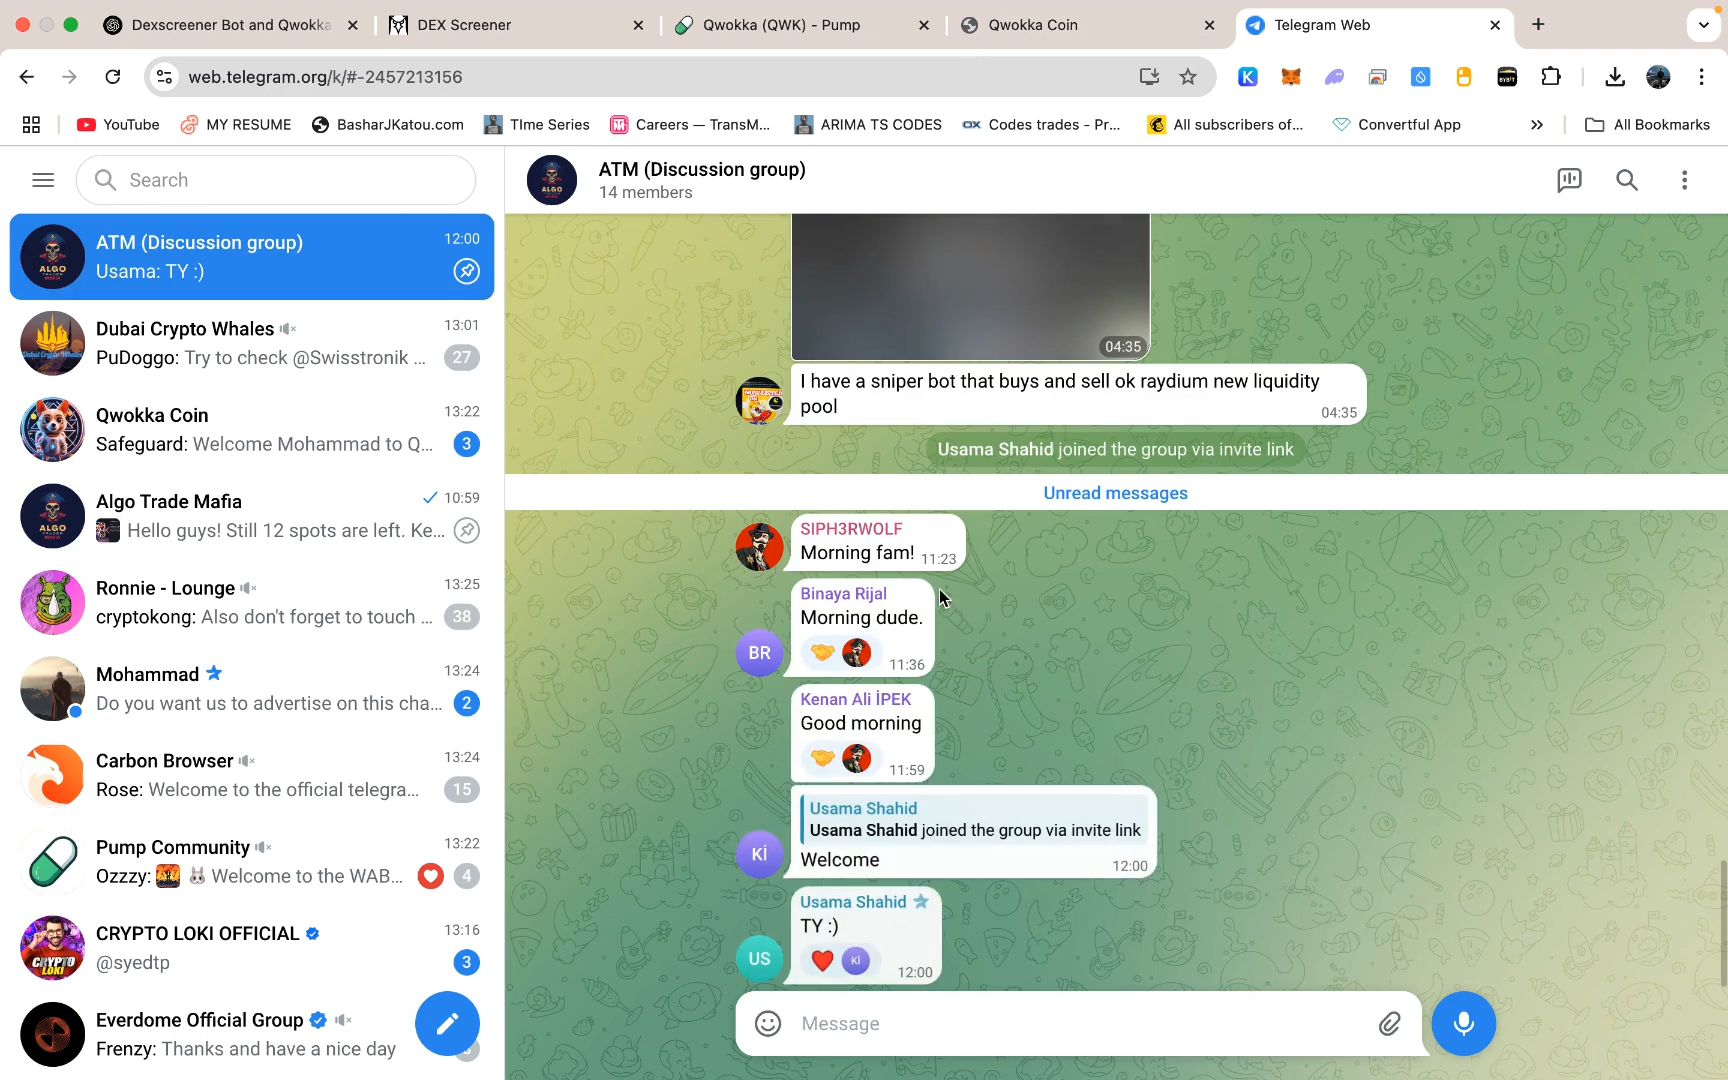 Dexscreener Bot and Qwokka
DEX Screener
Qwokka (QWK) - Pump
Qwokka Coin
Telegram Web
web.telegram.org/k/#-2457213156
YouTube
MY RESUME
BasharJKatou.com
TIme Series
Careers — TransM...
ARIMA TS CODES
Codes trades - Pr...
All subscribers of...
Convertful App
»
All Bookmarks
Search
ATM (Discussion group)
12:00
Usama: TY :)
Dubai Crypto Whales
13:01
PuDoggo: Try to check @Swisstronik ...
27
Qwokka Coin
13:22
Safeguard: Welcome Mohammad to Q...
3
Algo Trade Mafia
10:59
Hello guys! Still 12 spots are left. Ke...
Ronnie - Lounge
13:25
cryptokong: Also don't forget to touch ...
38
Mohammad
13:24
Do you want us to advertise on this cha...
2
Carbon Browser
13:24
Rose: Welcome to the official telegra...
15
Pump Community
13:22
Ozzzy: Welcome to the WAB...
4
CRYPTO LOKI OFFICIAL
13:16
@syedtp
3
Everdome Official Group
Frenzy: Thanks and have a nice day
ATM (Discussion group)
14 members
04:35
I have a sniper bot that buys and sell ok raydium new liquidity
pool
04:35
Usama Shahid joined the group via invite link
Unread messages
SIPH3RWOLF
Morning fam!
11:23
Binaya Rijal
Morning dude.
11:36
BR
Kenan Ali İPEK
Good morning
11:59
Usama Shahid
Usama Shahid joined the group via invite link
Welcome
12:00
Kİ
Usama Shahid
TY :)
Kİ
12:00
US
Message